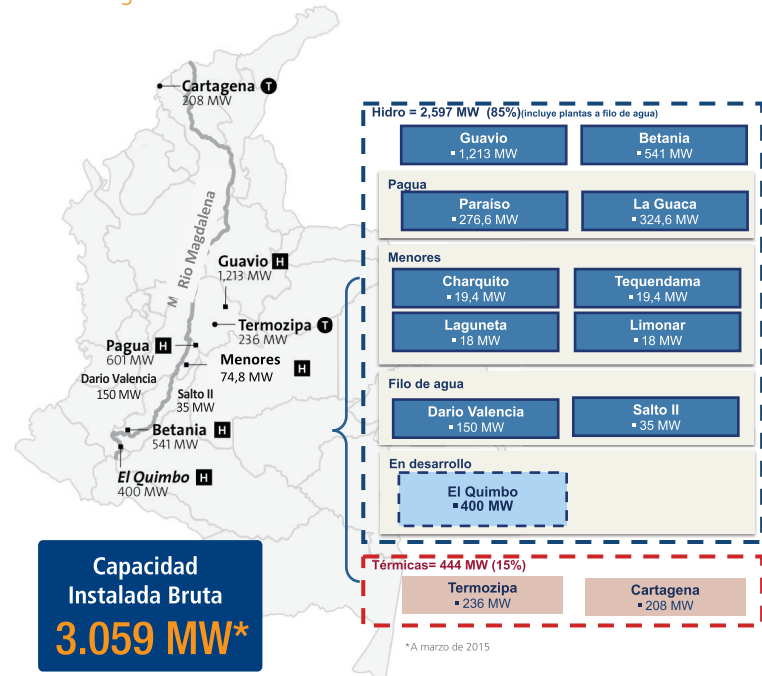 Cartagena T
208 MW
Rio Magdalena
Guavio H
1,213 MW
Termozipa T
236 MW
Pagua H
601 MW
Menores H
74,8 MW
Dario Valencia
150 MW
Salto II
35 MW
Betania H
541 MW
El Quimbo H
400 MW
Capacidad
Instalada Bruta
3.059 MW*
Hidro = 2,597 MW (85%)(incluye plantas a filo de agua)
Guavio
▪ 1,213 MW
Betania
▪ 541 MW
Pagua
Paraíso
▪ 276,6 MW
La Guaca
▪ 324,6 MW
Menores
Charquito
▪ 19,4 MW
Tequendama
▪ 19,4 MW
Laguneta
▪ 18 MW
Limonar
▪ 18 MW
Filo de agua
Dario Valencia
▪ 150 MW
Salto II
▪ 35 MW
En desarrollo
El Quimbo
▪ 400 MW
Térmicas= 444 MW (15%)
Termozipa
▪ 236 MW
Cartagena
▪ 208 MW
*A marzo de 2015